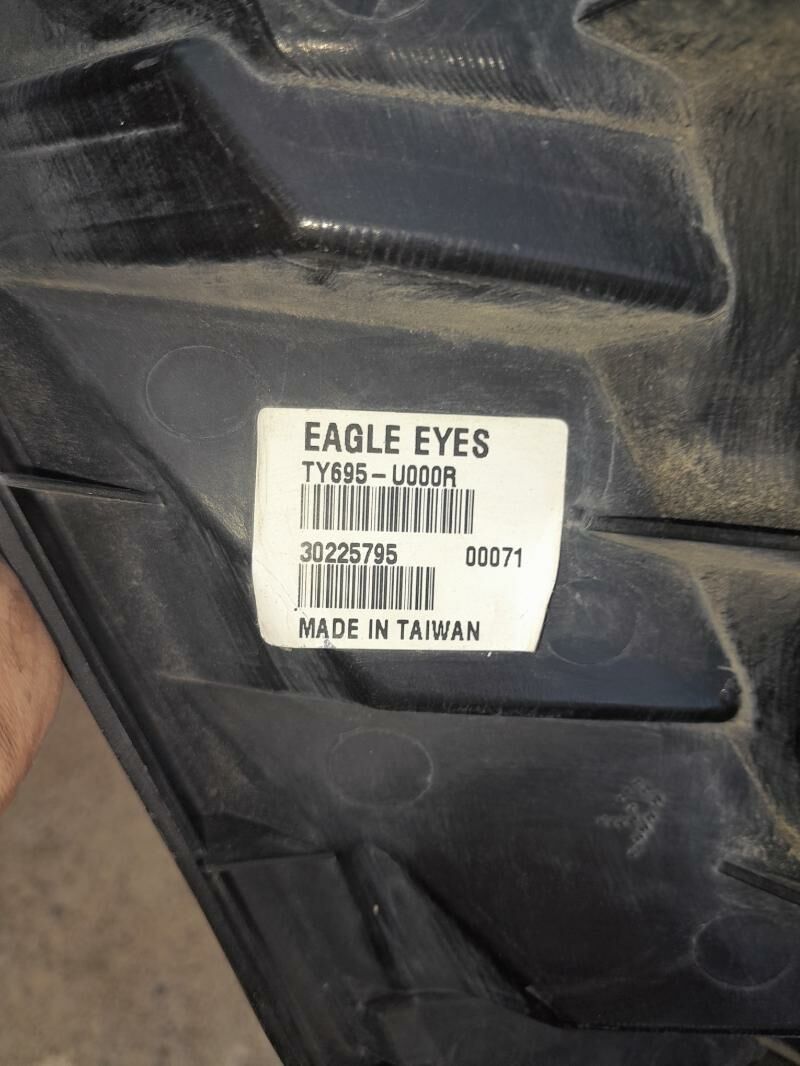 EAGLE EYES
TY695-U000R
30225795 00071
MADE IN TAIWAN